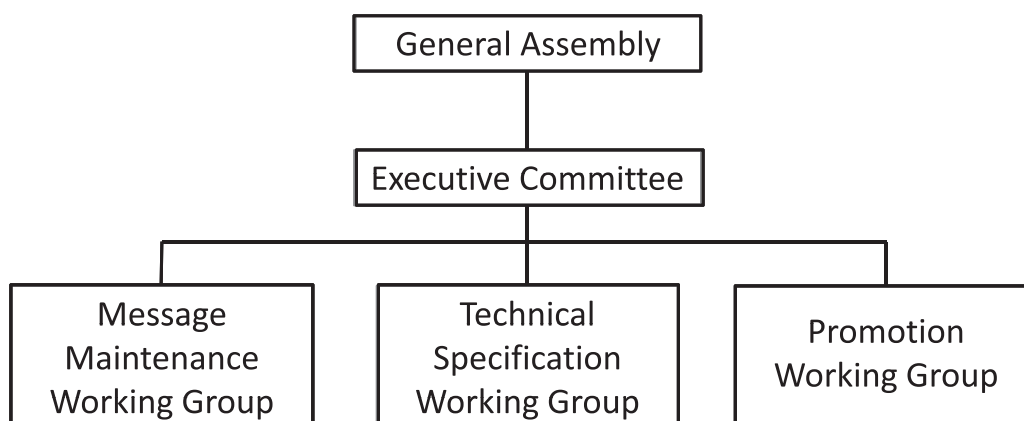 General Assembly
Executive Committee
Message
Maintenance
Working Group
Technical
Specification
Working Group
Promotion
Working Group